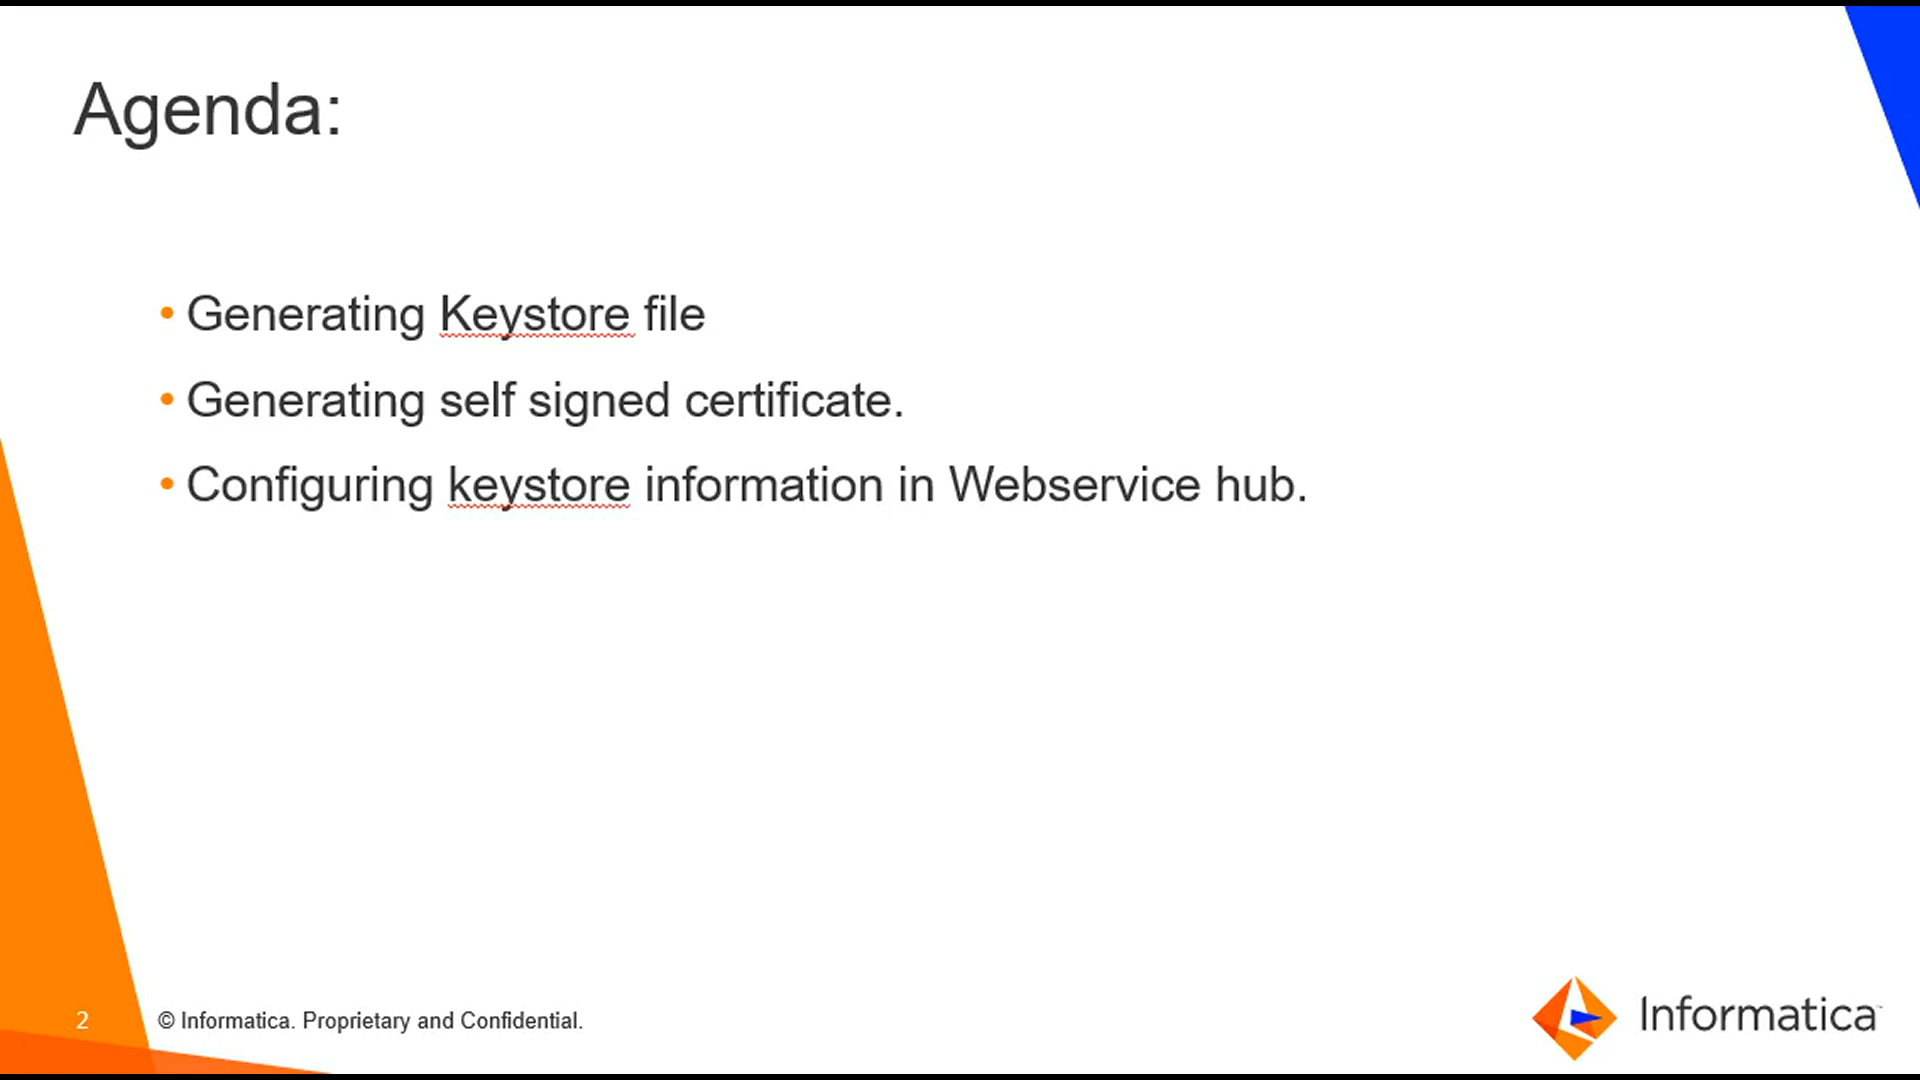 Agenda:
• Generating Keystore file
• Generating self signed certificate.
• Configuring keystore information in Webservice hub.
2
© Informatica. Proprietary and Confidential.
Informatica™